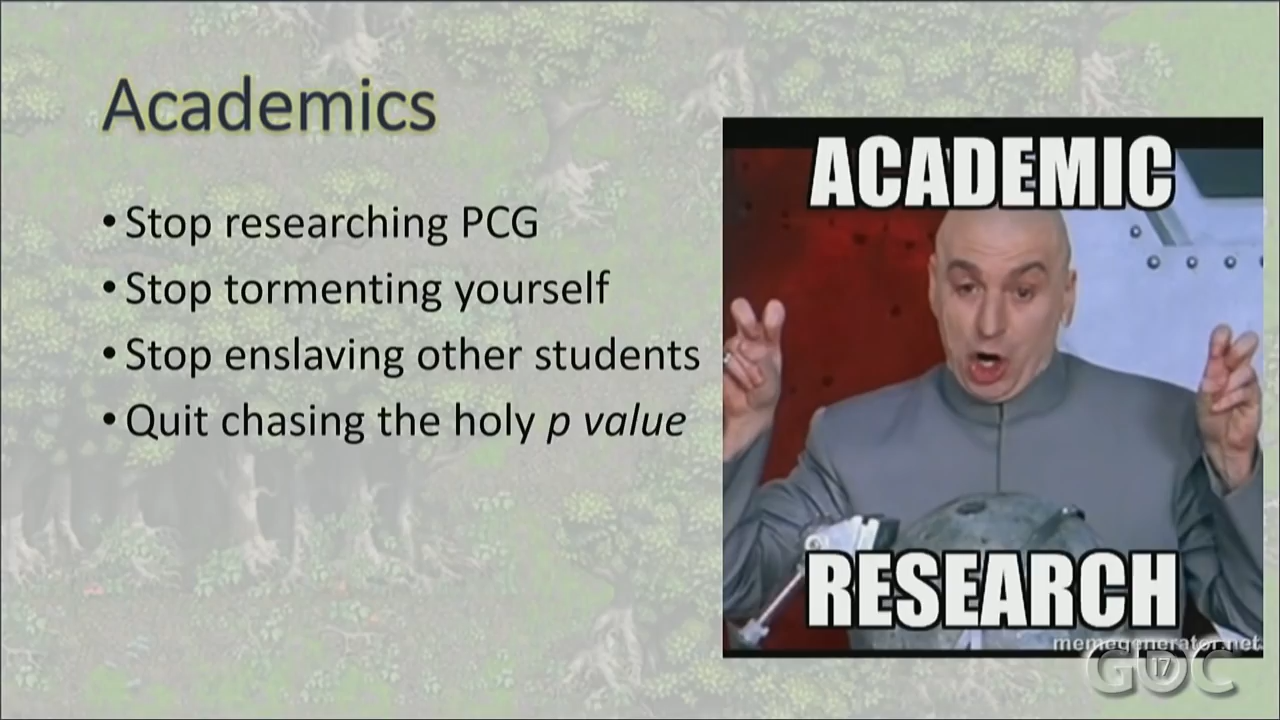 Academics
• Stop researching PCG
• Stop tormenting yourself
• Stop enslaving other students
• Quit chasing the holy p value
ACADEMIC
RESEARCH
memegenerator.net
GDC
17